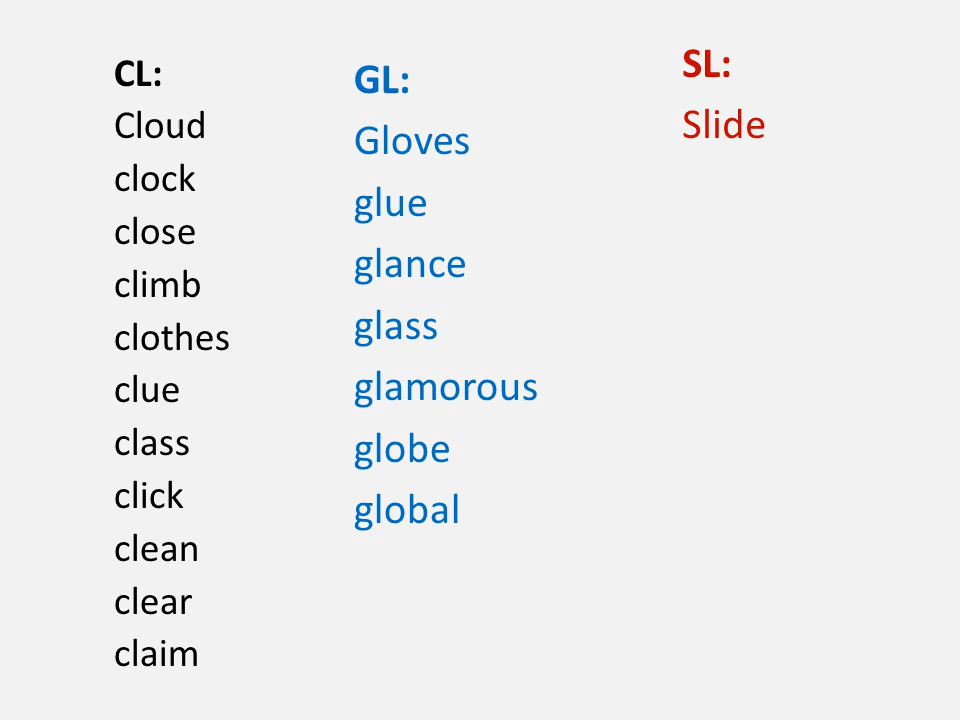 CL:
Cloud
clock
close
climb
clothes
clue
class
click
clean
clear
claim
GL:
Gloves
glue
glance
glass
glamorous
globe
global
SL:
Slide